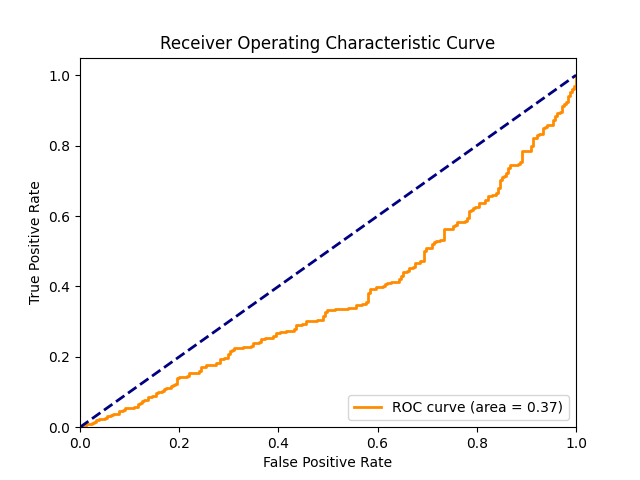 Receiver Operating Characteristic Curve
True Positive Rate
1.0
0.8
0.6
0.4
0.2
0.0
ROC curve (area = 0.37)
0.0 0.2 0.4 0.6 0.8 1.0
False Positive Rate